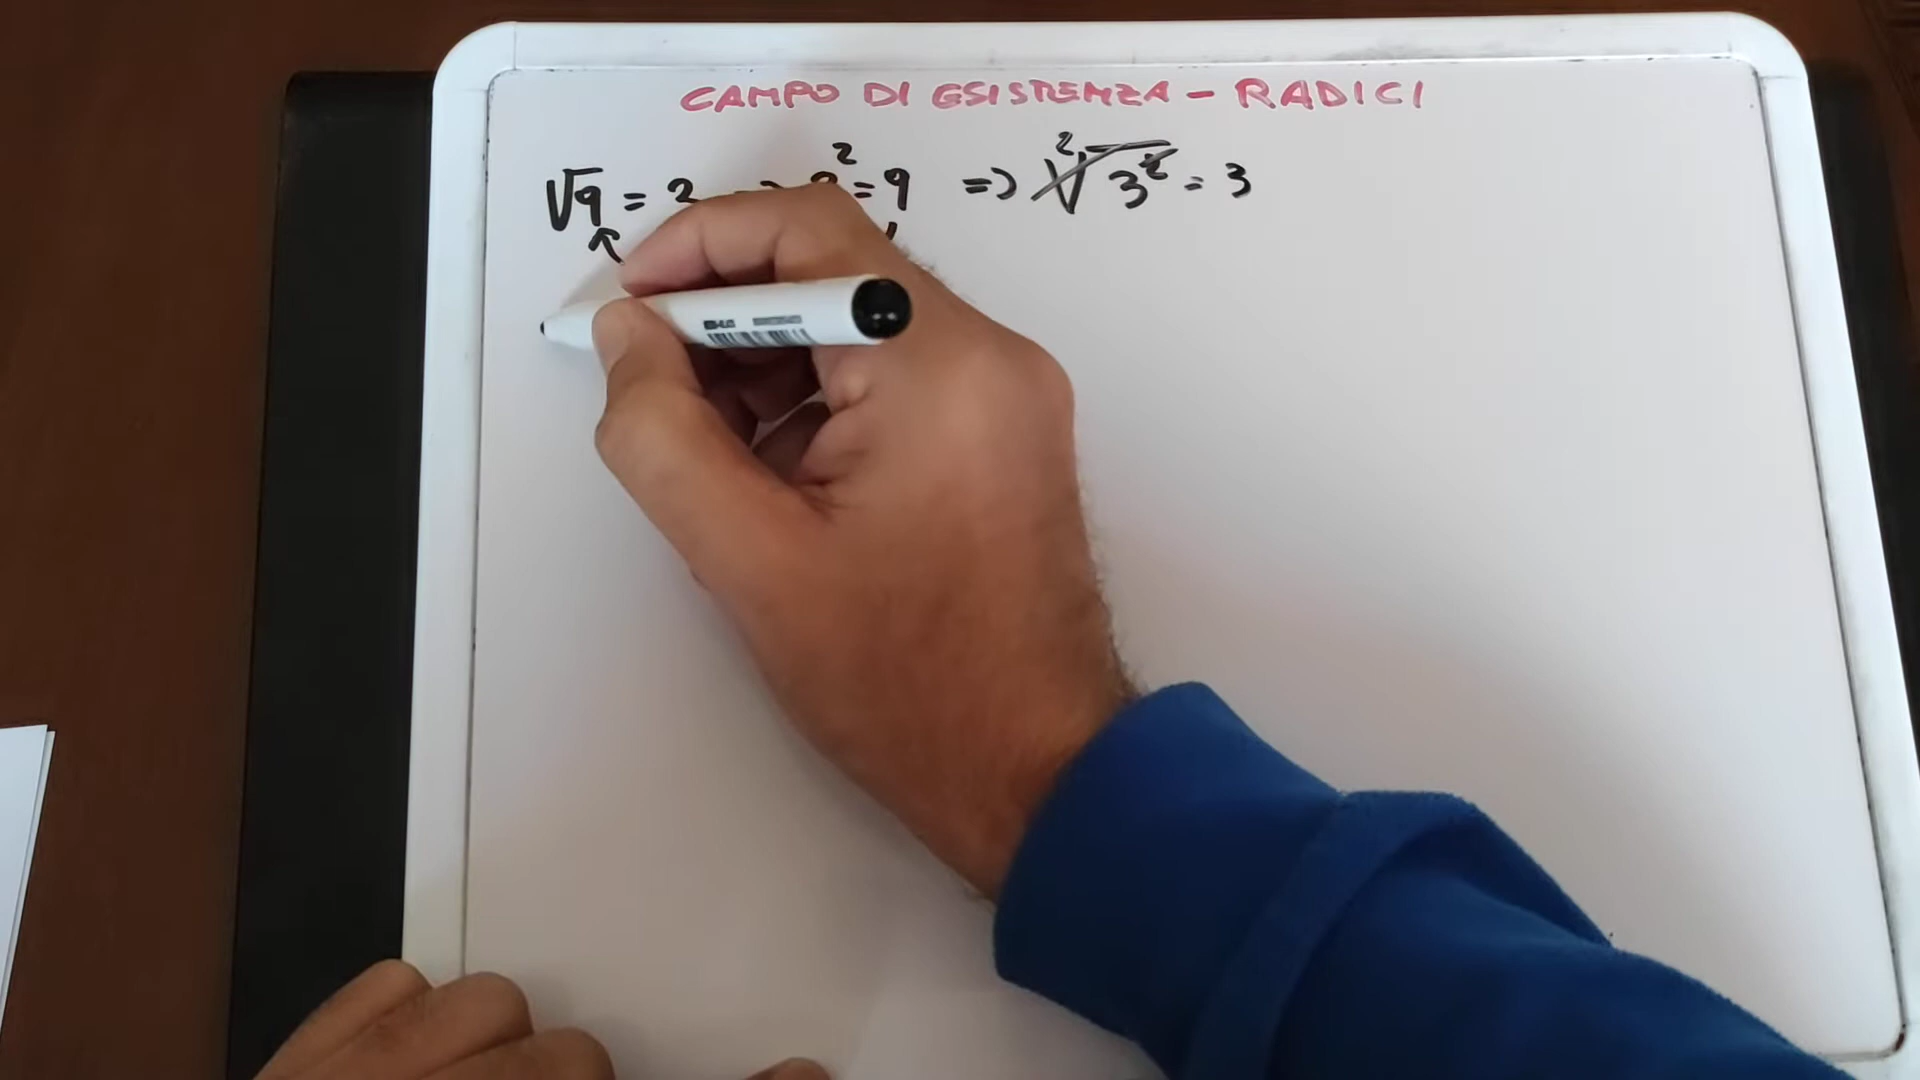 CAMPO DI ESISTENZA - RADICI
√9 = 3 => 3² = 9 => ²√3² = 3